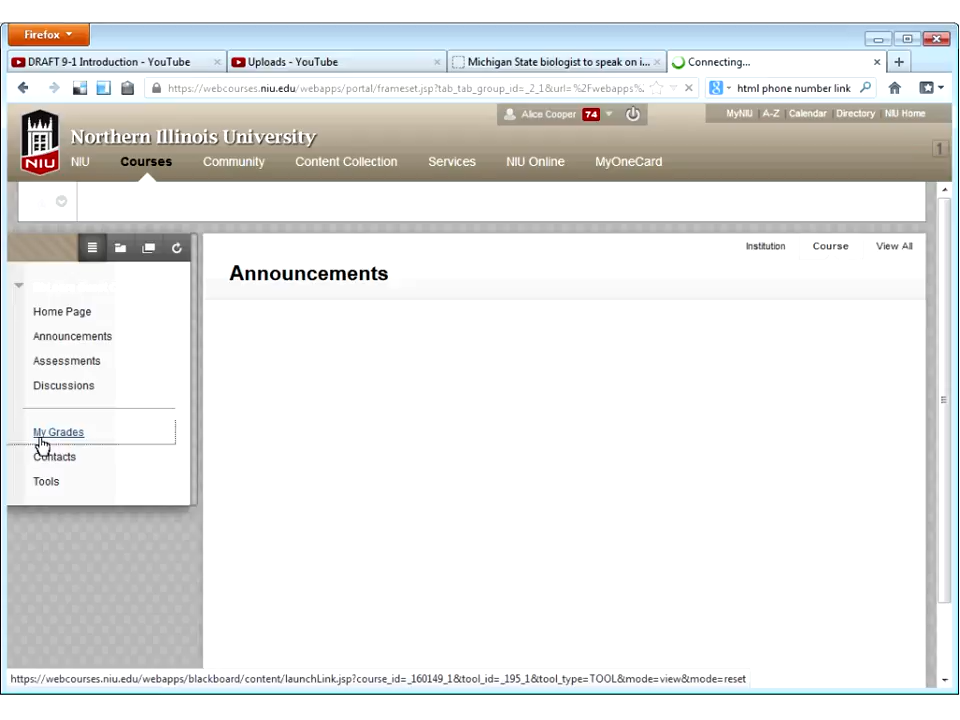 Firefox
DRAFT 9-1 Introduction - YouTube
Uploads - YouTube
Michigan State biologist to speak on i...
Connecting...
https://webcourses.niu.edu/webapps/portal/frameset.jsp?tab_tab_group_id=_2_1&url=%2Fwebapps%
html phone number link
Alice Cooper 74
MyNIU | A-Z | Calendar | Directory | NIU Home
Northern Illinois University
NIU
NIU
Courses
Community
Content Collection
Services
NIU Online
MyOneCard
1
Institution
Course
View All
Announcements
Home Page
Announcements
Assessments
Discussions
My Grades
Contacts
Tools
https://webcourses.niu.edu/webapps/blackboard/content/launchLink.jsp?course_id=_160149_1&tool_id=_195_1&tool_type=TOOL&mode=view&mode=reset